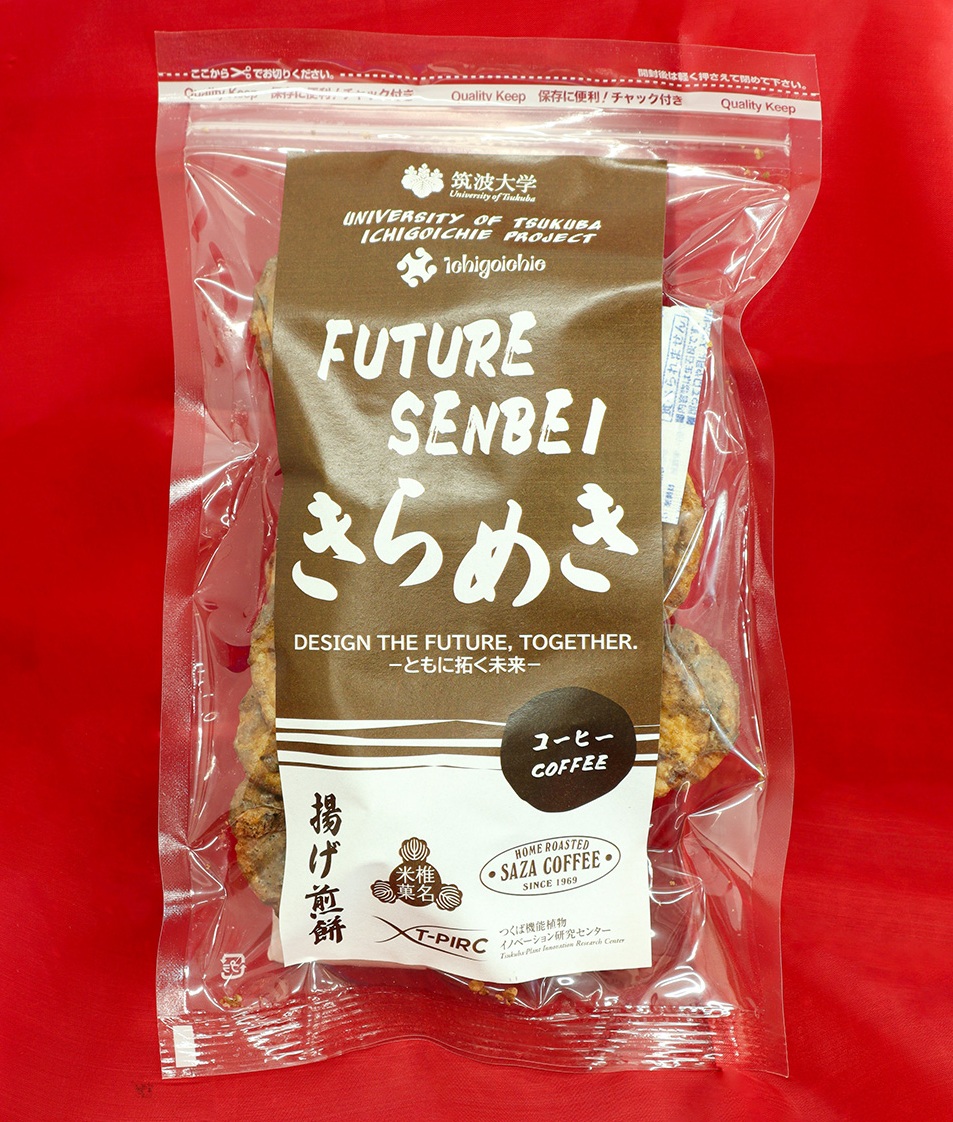 ここから✂でお切りください。
開封後は軽く押さえて閉めて下さい。
Quality Keep 保存に便利!チャック付き Quality Keep 保存に便利!チャック付き Quality Keep
筑波大学
University of Tsukuba
UNIVERSITY OF TSUKUBA
ICHIGOICHIE PROJECT
ichigoichie
FUTURE
SENBEI
きらめき
DESIGN THE FUTURE, TOGETHER.
−ともに拓く未来−
コーヒー
COFFEE
揚げ煎餅
米菓
椎名
HOME ROASTED
SAZA COFFEE
SINCE 1969
T-PIRC
つくば機能植物
イノベーション研究センター
Tsukuba Plant Innovation Research Center
べられません